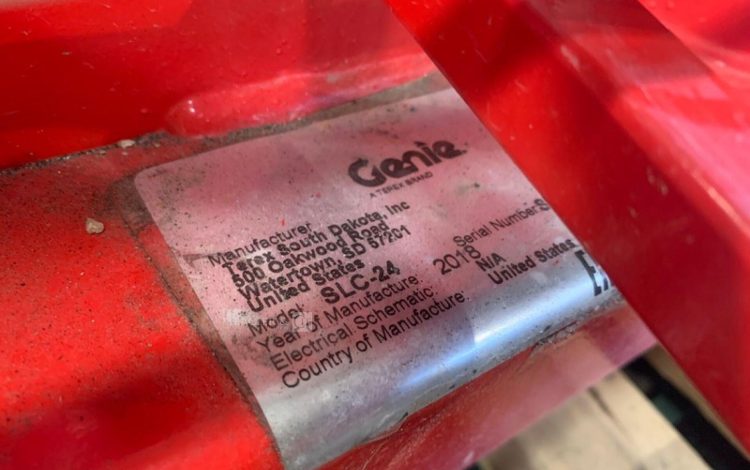 Genie
A TEREX BRAND
Manufacturer:
Terex South Dakota, Inc
500 Oakwood Road
Watertown, SD 57201
United States
Model: SLC-24 Serial Number:
Year of Manufacture: 2018
Electrical Schematic: N/A
Country of Manufacture: United States